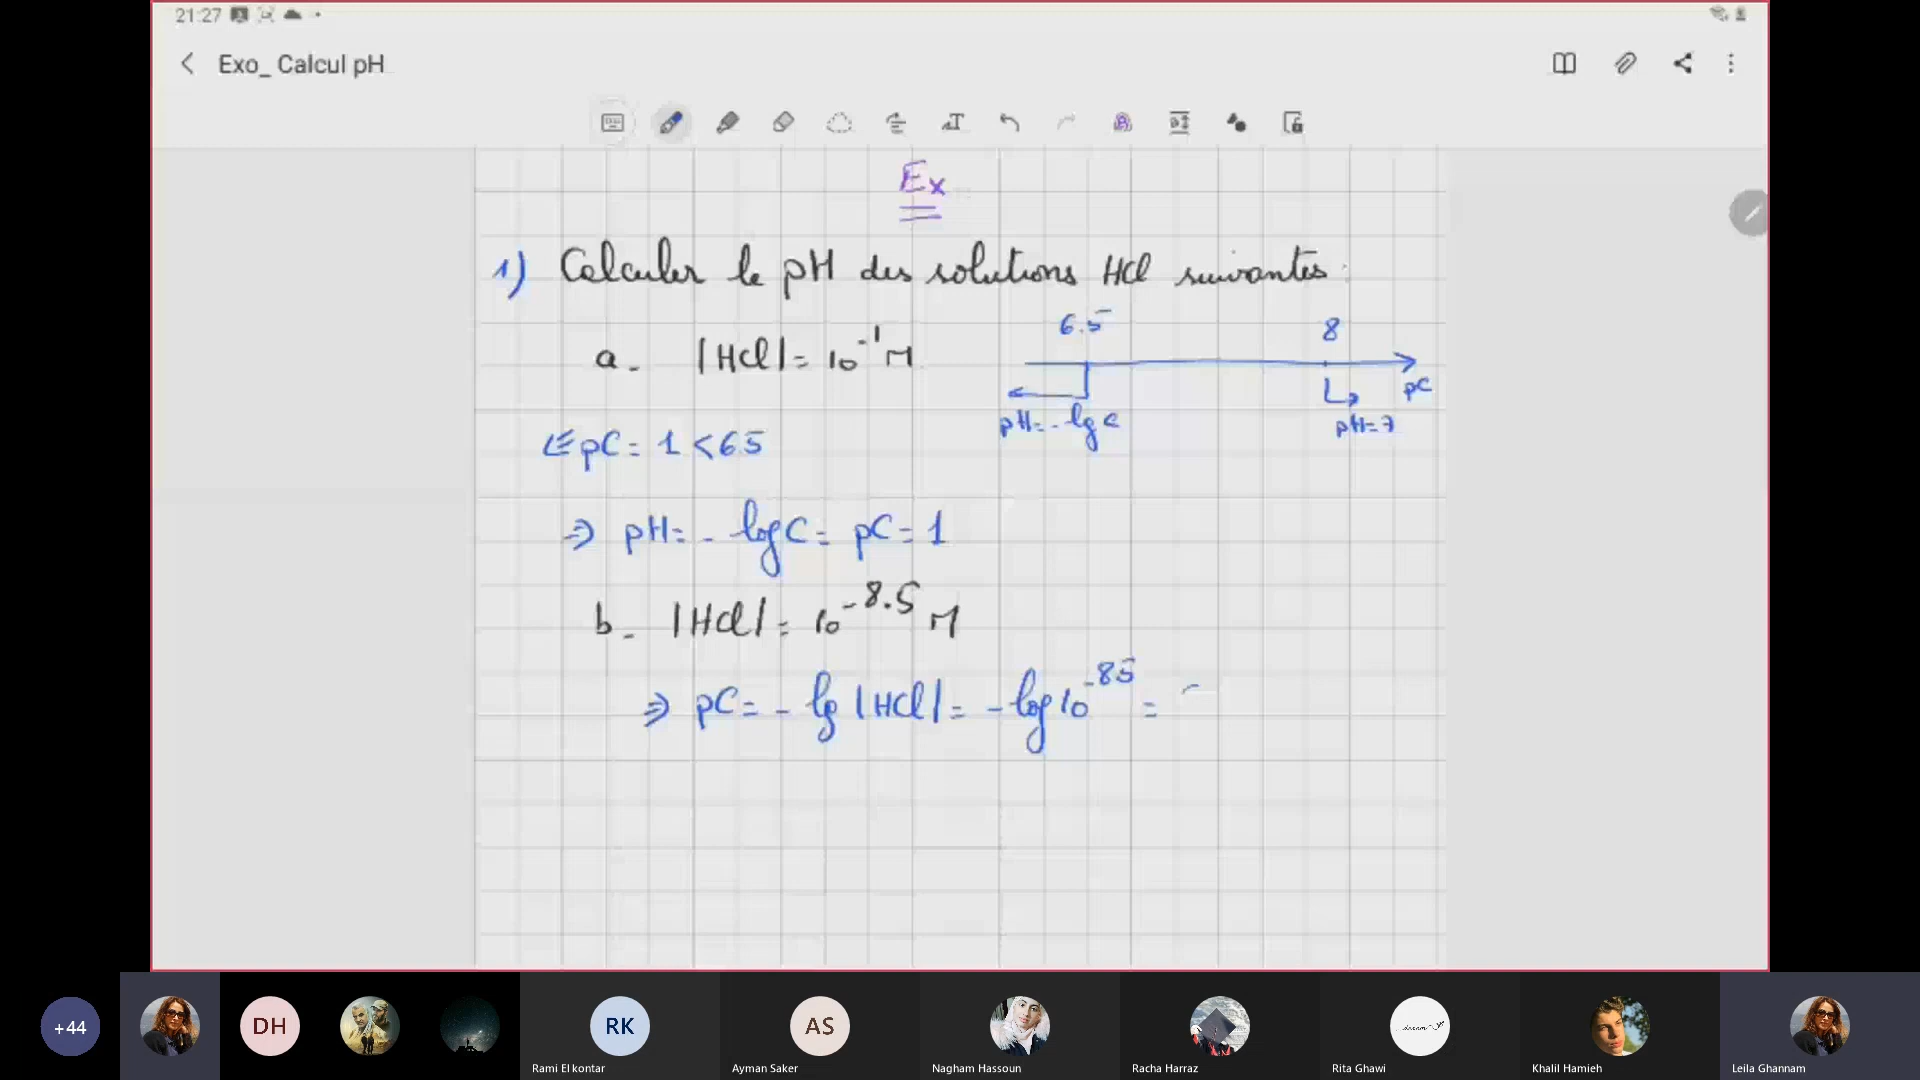 21:27
Exo_ Calcul pH
Ex
1) Calculer le pH des solutions HCl suivantes :
6.5
8
a. |HCl| = 10^-1 M
pC
pH = - lg c
pH = 7
pC = 1 < 6.5
⇒ pH = - log C = pC = 1
b. |HCl| = 10^-8.5 M
⇒ pC = - lg |HCl| = - log 10^-8.5 =
+44
DH
RK
AS
dream
Rami El kontar
Ayman Saker
Nagham Hassoun
Racha Harraz
Rita Ghawi
Khalil Hamieh
Leila Ghannam